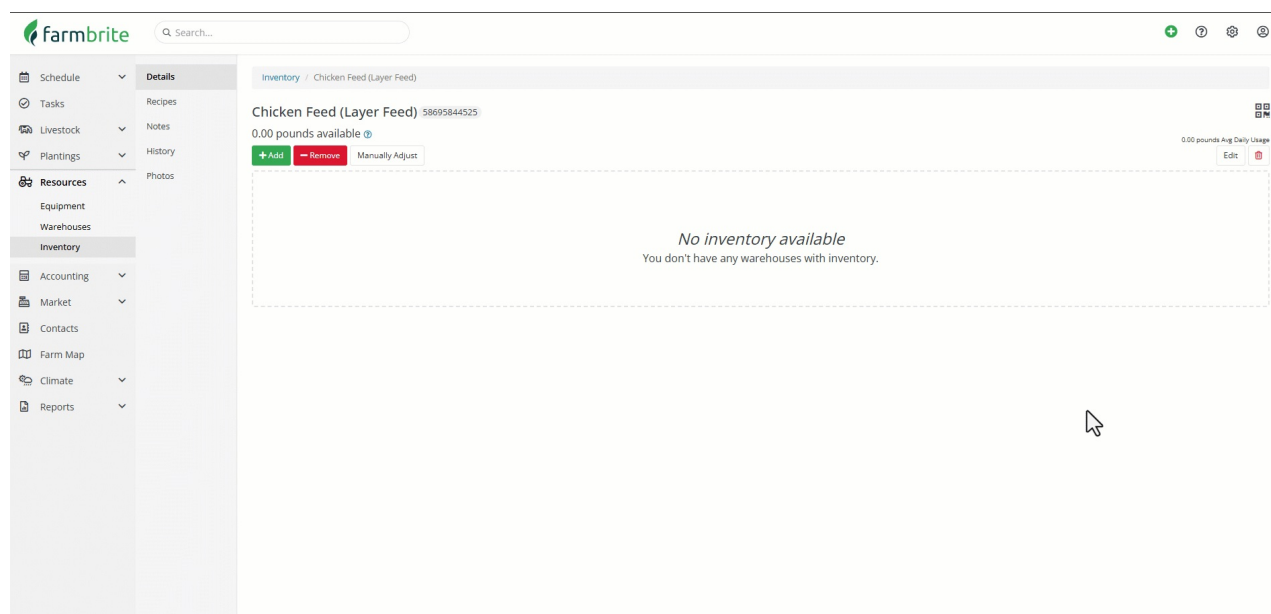 farmbrite
Search...
Schedule
Tasks
Livestock
Plantings
Resources
Equipment
Warehouses
Inventory
Accounting
Market
Contacts
Farm Map
Climate
Reports
Details
Recipes
Notes
History
Photos
Inventory / Chicken Feed (Layer Feed)
Chicken Feed (Layer Feed) 58695844525
0.00 pounds available
0.00 pounds Avg Daily Usage
+ Add − Remove Manually Adjust Edit
No inventory available
You don't have any warehouses with inventory.